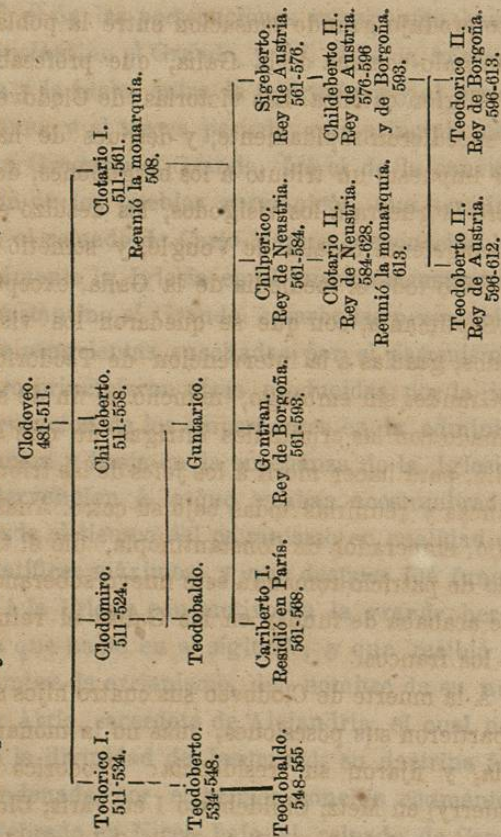 Clodoveo.
481-511.
Todorico I.
511-534.
Clodomiro.
511-524.
Childeberto.
511-558.
Clotario I.
511-561.
Reunió la monarquía.
508.
Teodoberto.
534-548.
Teodobaldo.
Guntarico.
Teodobaldo.
548-555
Cariberto I.
Residió en París.
561-568.
Gontran.
Rey de Borgoña.
561-593.
Chilperico.
Rey de Neustria.
561-584.
Sigeberto,
Rey de Austria.
561-576.
Clotario II.
Rey de Neustria.
584-628.
Reunió la monarquía.
613.
Childeberto II.
Rey de Austria.
576-596
y de Borgoña.
593.
Teodoberto II.
Rey de Austria.
596-612.
Teodorico II.
Rey de Borgoña.
596-613.